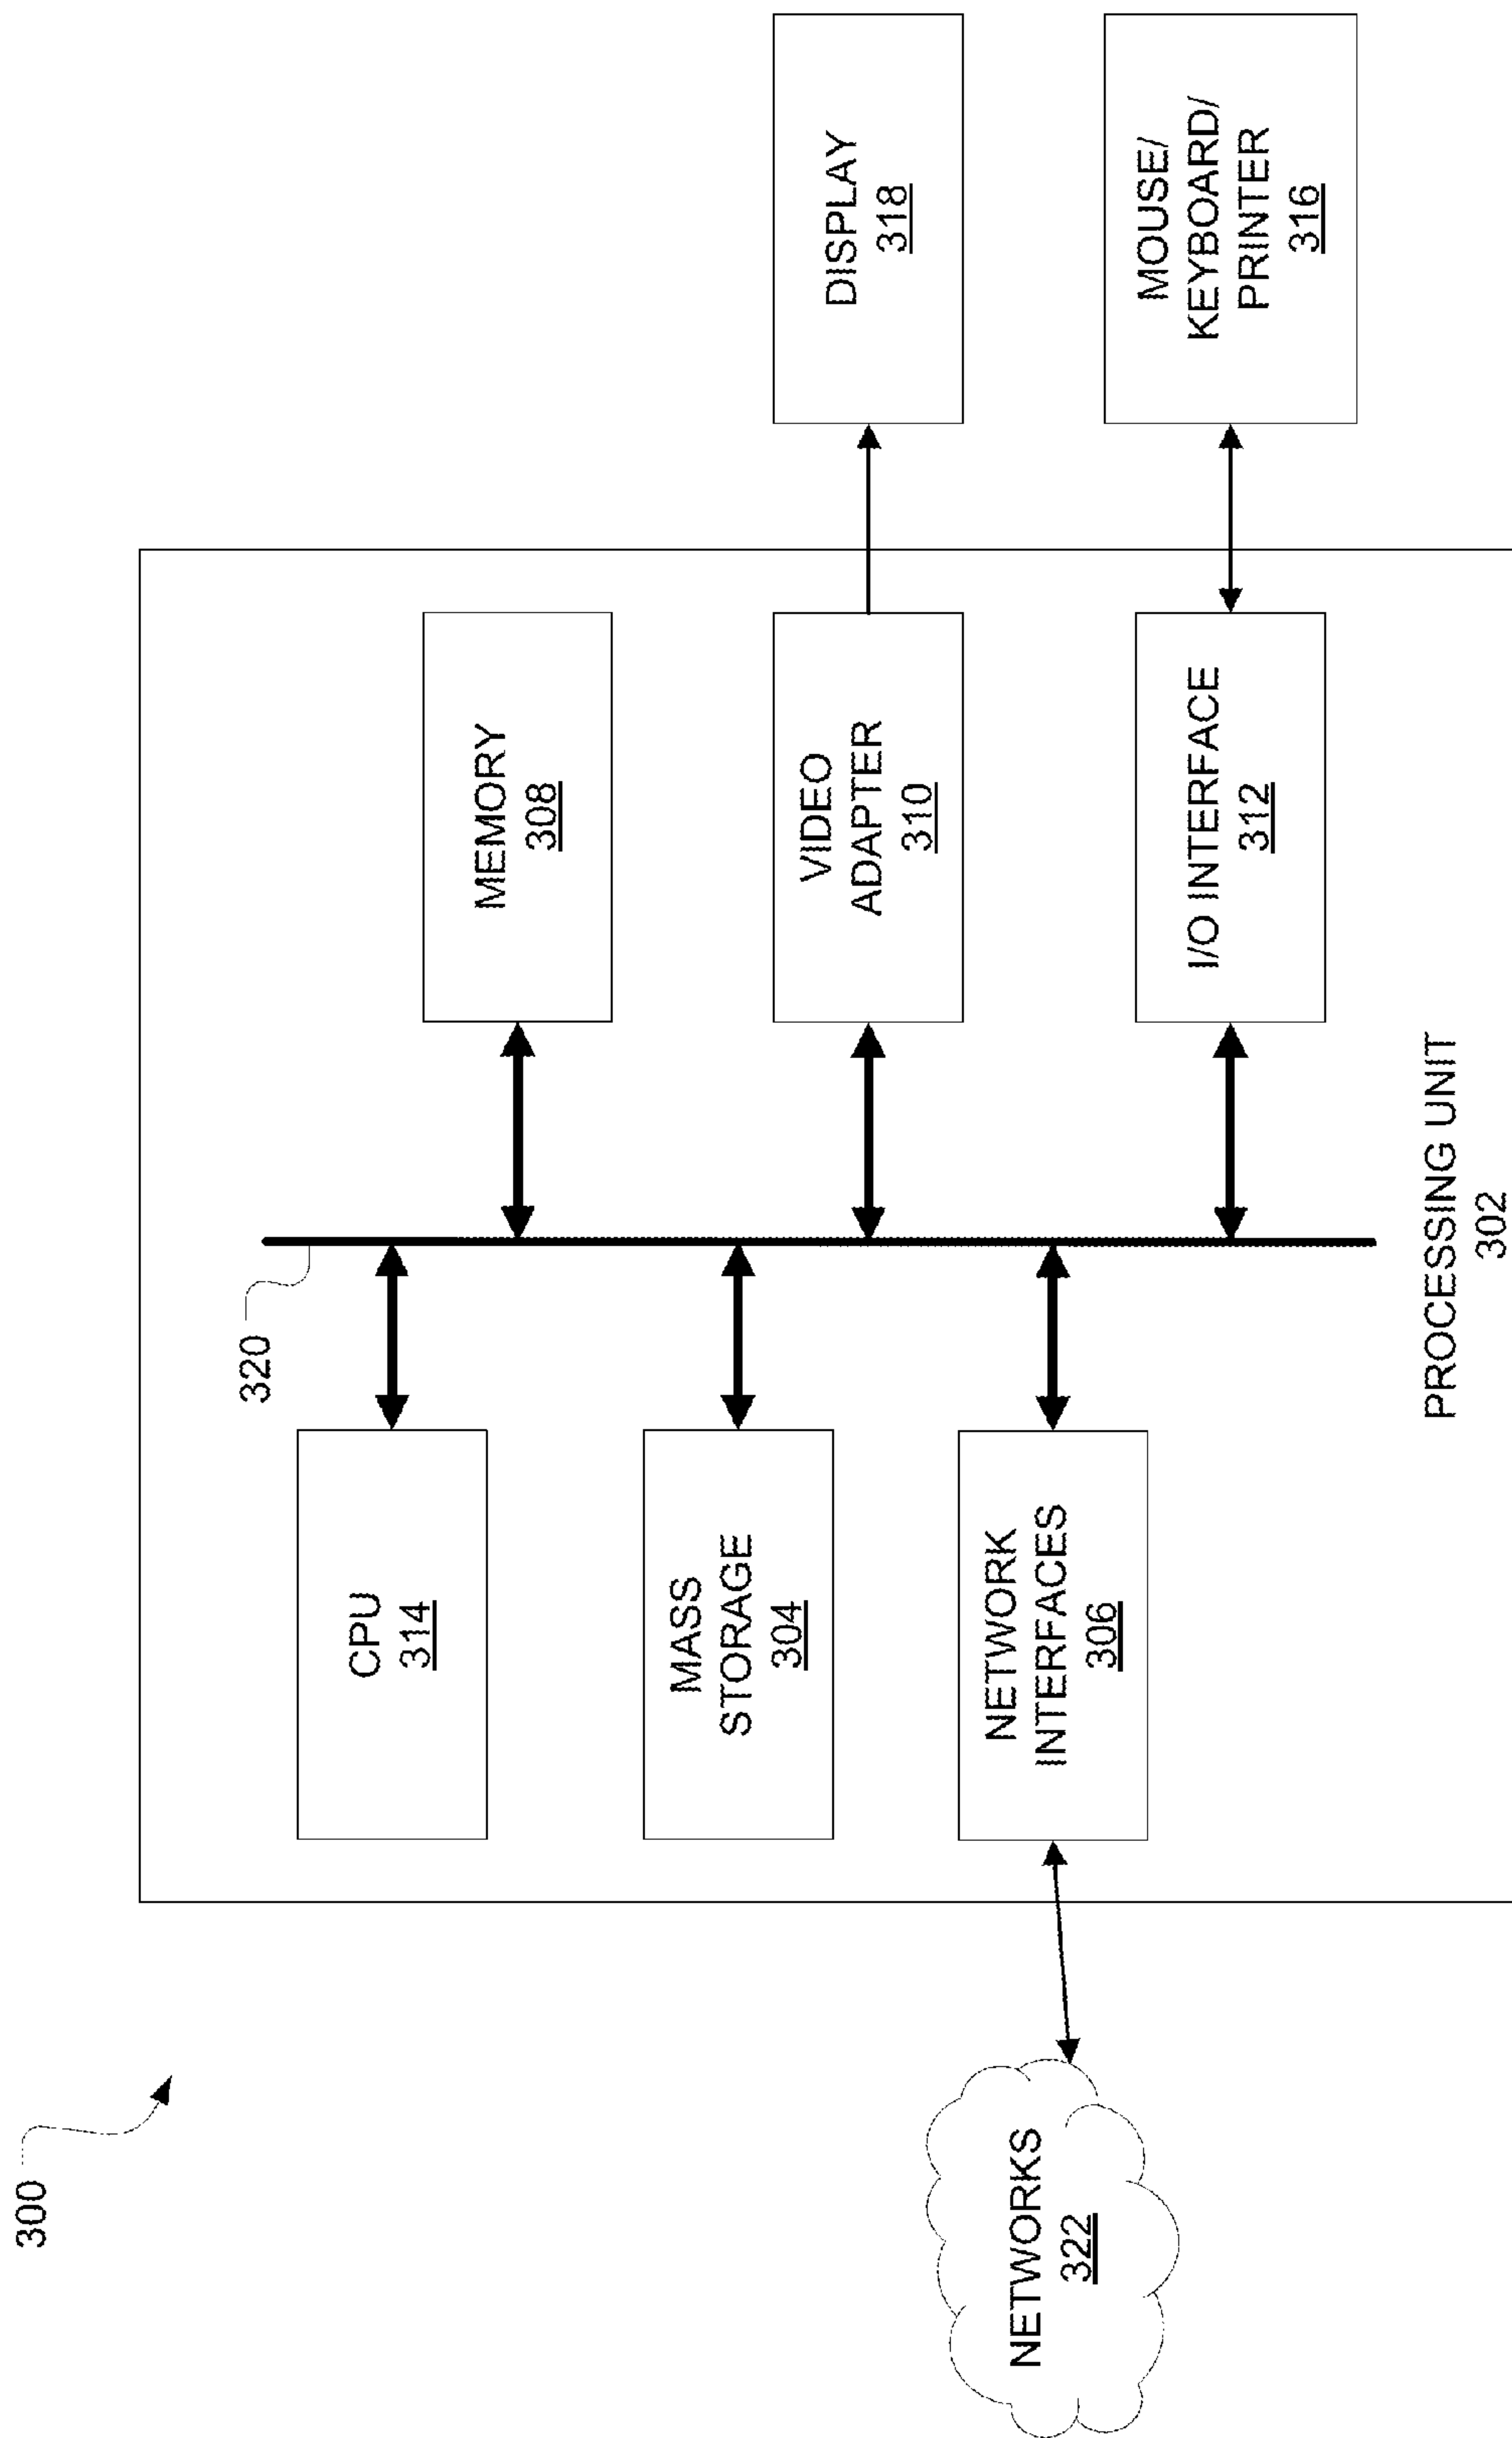 300
320
CPU
314
MEMORY
308
MASS
STORAGE
304
VIDEO
ADAPTER
310
DISPLAY
318
NETWORKS
322
NETWORK
INTERFACES
306
I/O INTERFACE
312
MOUSE/
KEYBOARD/
PRINTER
316
PROCESSING UNIT
302